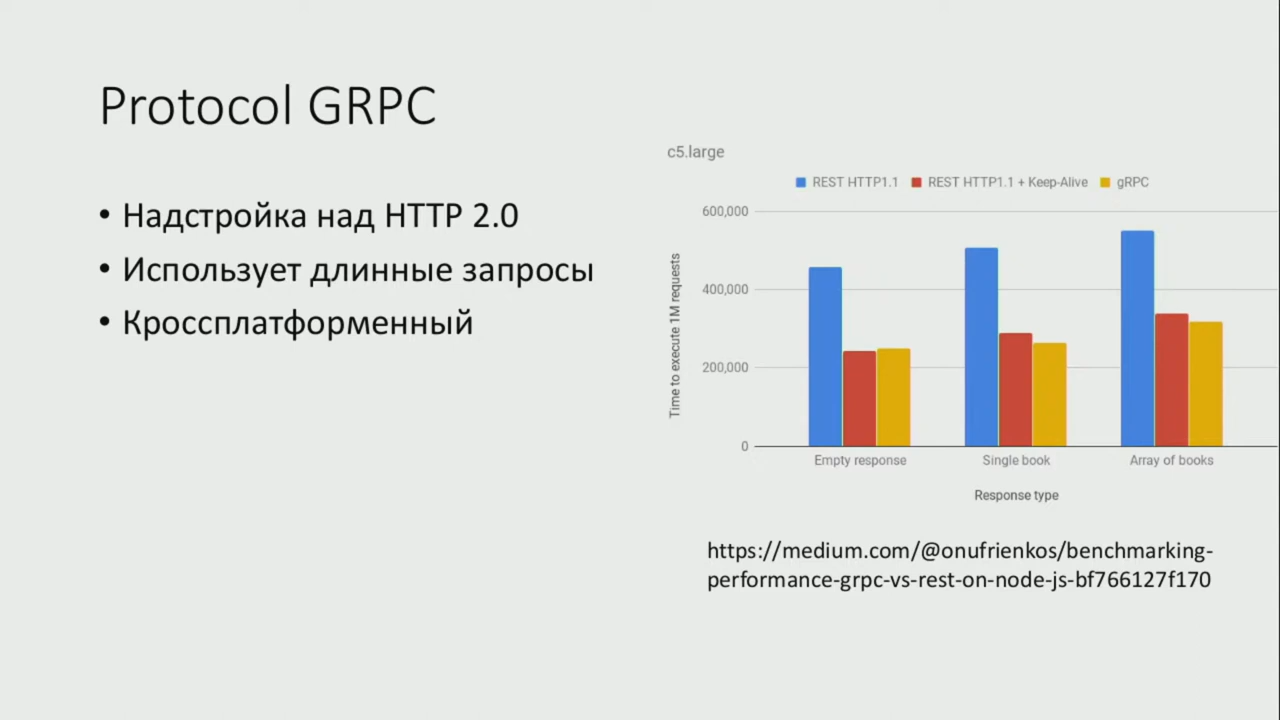 Protocol GRPC
• Надстройка над HTTP 2.0
• Использует длинные запросы
• Кроссплатформенный
c5.large
REST HTTP1.1 REST HTTP1.1 + Keep-Alive gRPC
Time to execute 1M requests
600,000
400,000
200,000
0
Empty response Single book Array of books
Response type
https://medium.com/@onufrienkos/benchmarking-
performance-grpc-vs-rest-on-node-js-bf766127f170